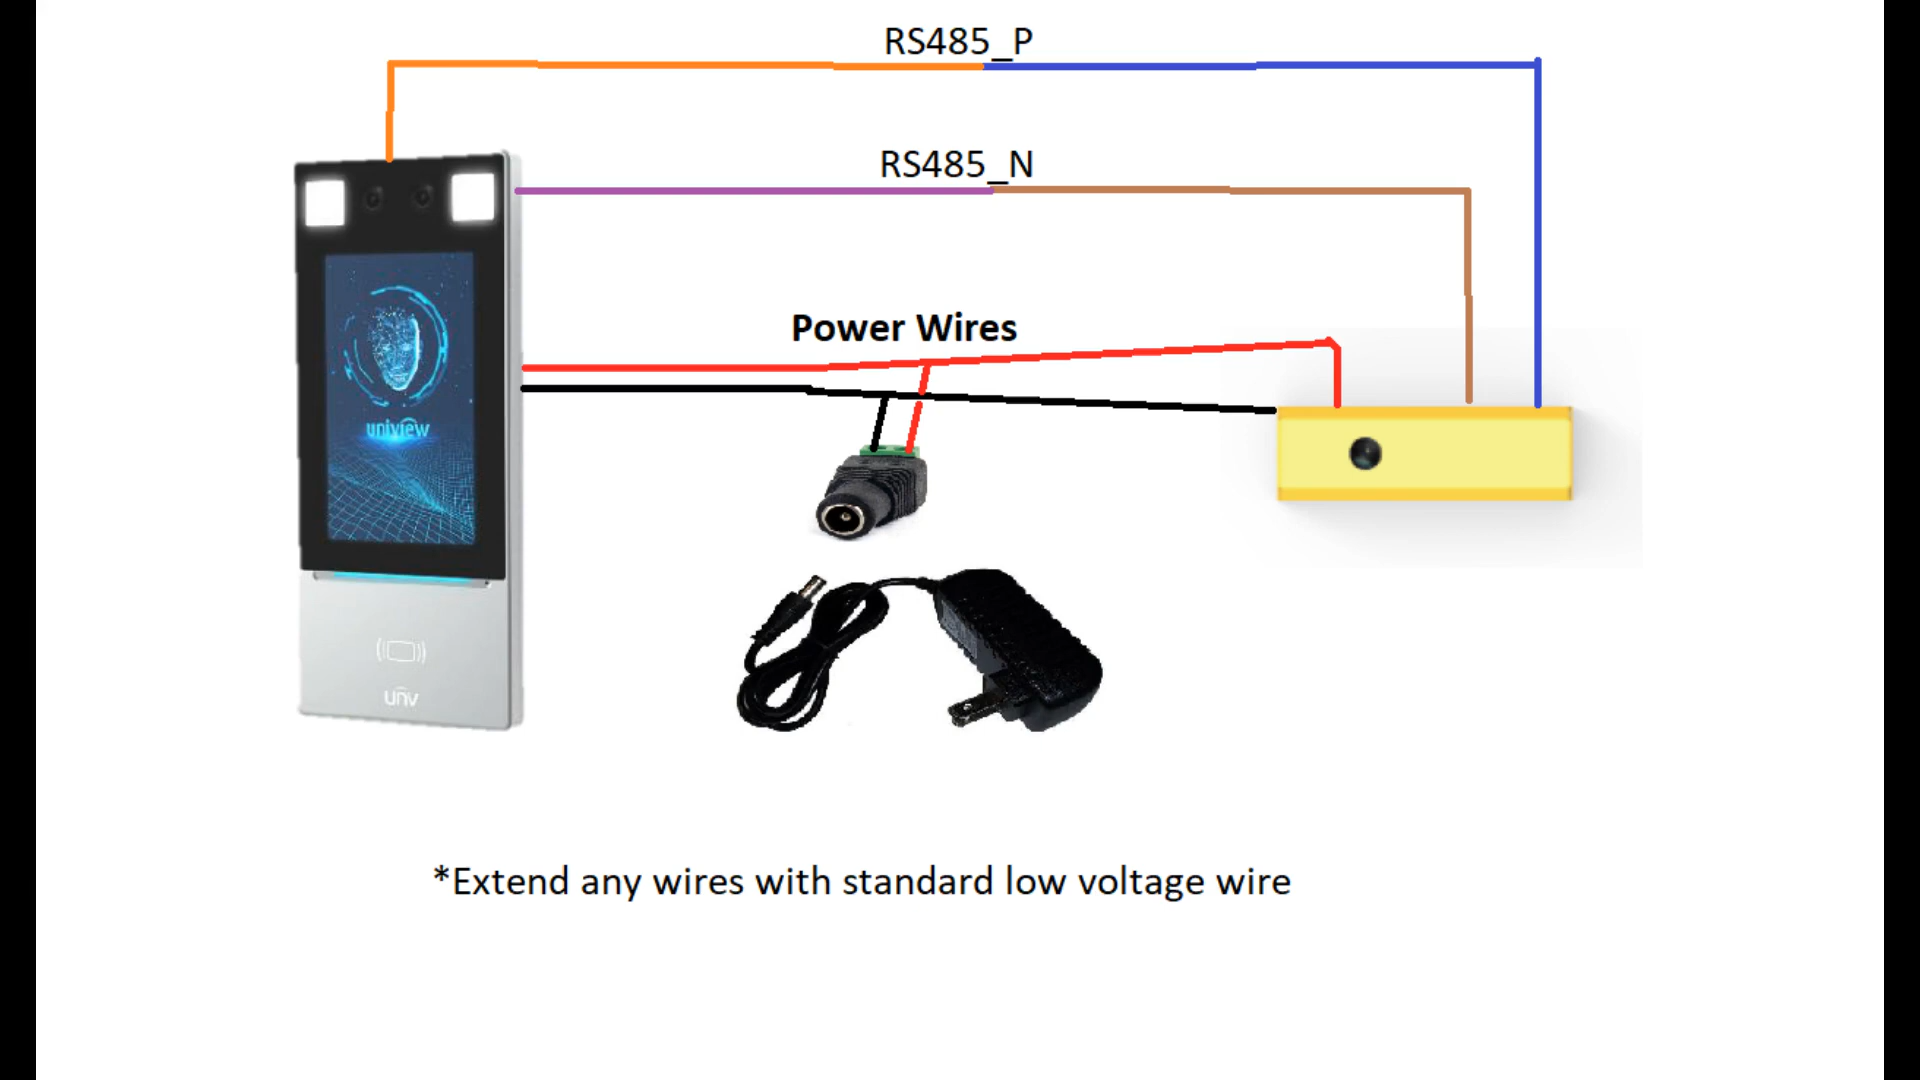 RS485_P
RS485_N
Power Wires
uniview
unv
*Extend any wires with standard low voltage wire